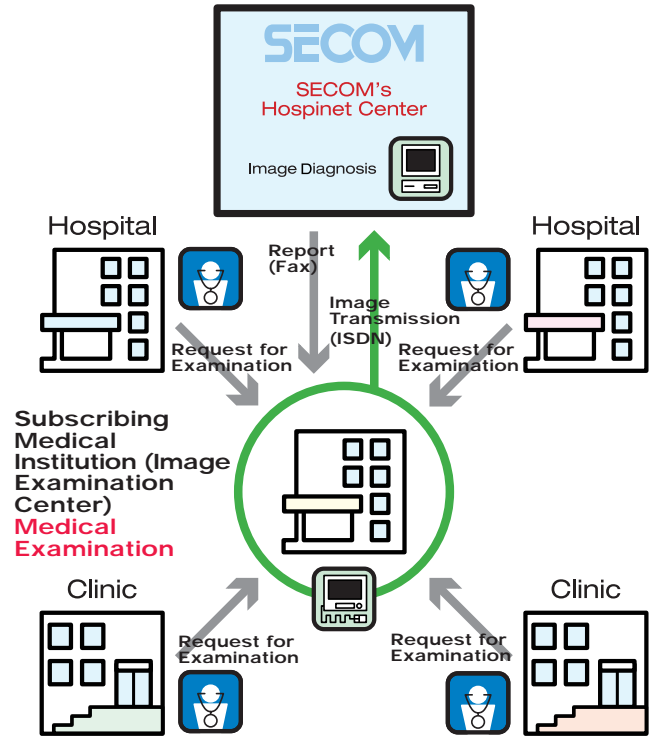 SECOM
SECOM's
Hospinet Center
Image Diagnosis
Hospital
Hospital
Report
(Fax)
Image
Transmission
(ISDN)
Request for
Examination
Request for
Examination
Subscribing
Medical
Institution (Image
Examination
Center)
Medical
Examination
Clinic
Clinic
Request for
Examination
Request for
Examination